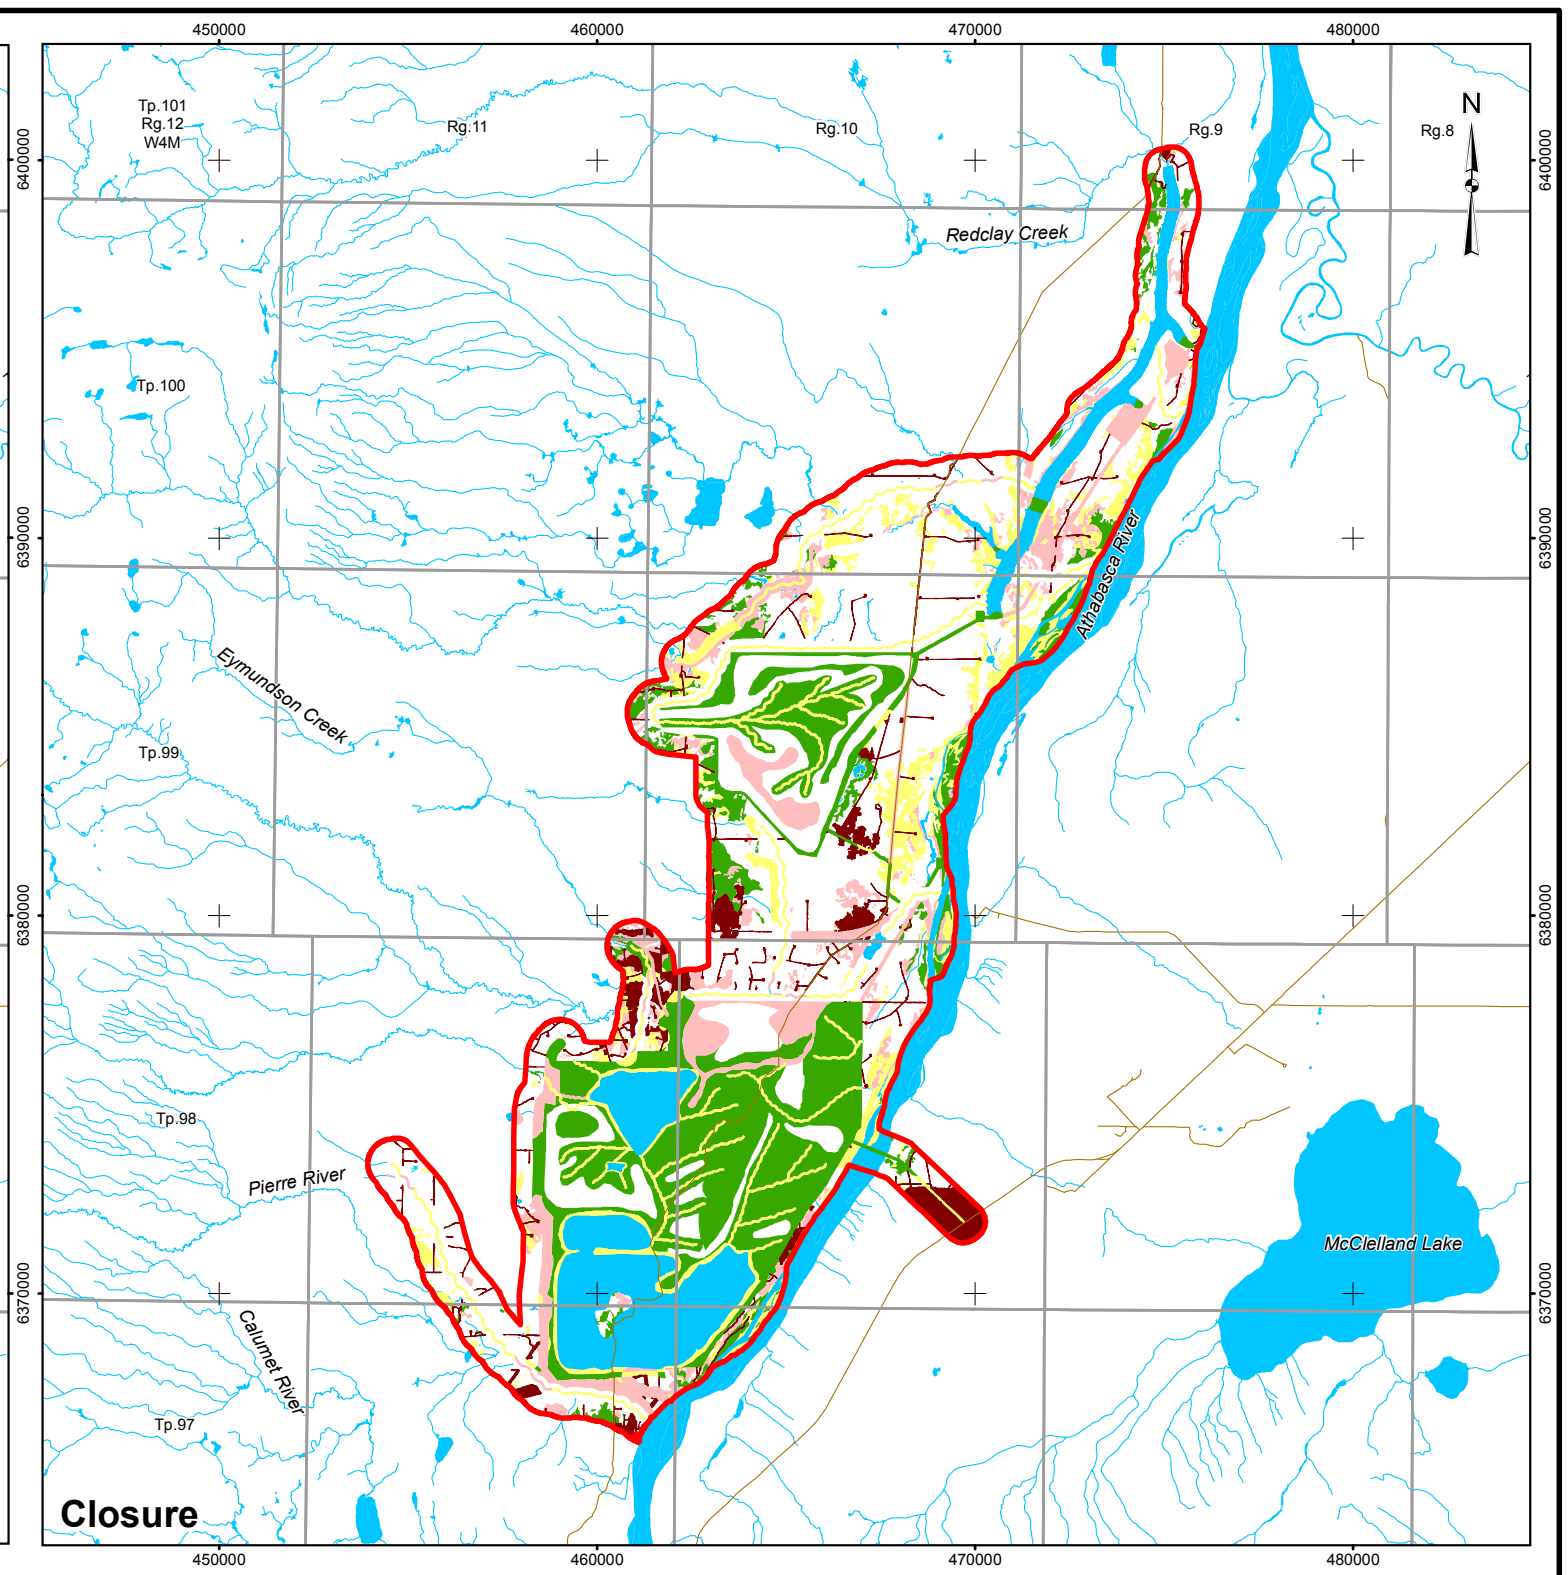 450000 460000 470000 480000
N
Tp.101
Rg.12
W4M
Rg.11
Rg.10
Rg.9
Rg.8
6400000
6400000
Redclay Creek
Tp.100
6390000
6390000
Athabasca River
Eymundson Creek
Tp.99
6380000
6380000
Tp.98
Pierre River
McClelland Lake
6370000
6370000
Calumet River
Tp.97
Closure
450000 460000 470000 480000